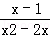 x − 1
x2 − 2x